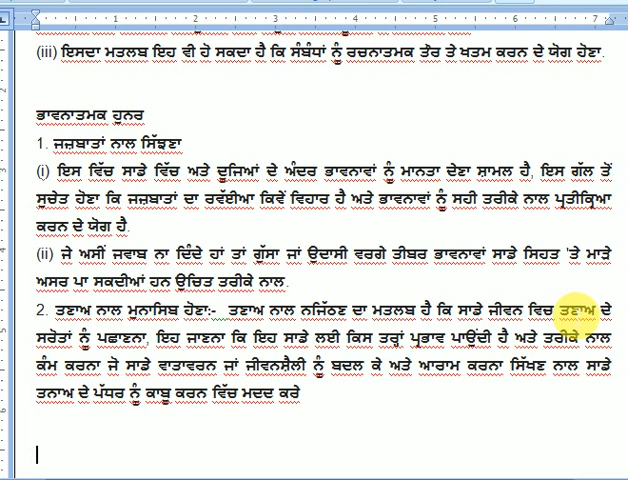 (iii) ਇਸਦਾ ਮਤਲਬ ਇਹ ਵੀ ਹੋ ਸਕਦਾ ਹੈ ਕਿ ਸੰਬੰਧਾਂ ਨੂੰ ਰਚਨਾਤਮਕ ਤੌਰ ਤੇ ਖਤਮ ਕਰਨ ਦੇ ਯੋਗ ਹੋਣਾ.
ਭਾਵਨਾਤਮਕ ਹੁਨਰ
1. ਜਜ਼ਬਾਤਾਂ ਨਾਲ ਸਿੱਝਣਾ
(i) ਇਸ ਵਿੱਚ ਸਾਡੇ ਵਿੱਚ ਅਤੇ ਦੂਜਿਆਂ ਦੇ ਅੰਦਰ ਭਾਵਨਾਵਾਂ ਨੂੰ ਮਾਨਤਾ ਦੇਣਾ ਸ਼ਾਮਲ ਹੈ, ਇਸ ਗੱਲ ਤੋਂ
ਸੁਚੇਤ ਹੋਣਾ ਕਿ ਜਜ਼ਬਾਤਾਂ ਦਾ ਰਵੱਈਆ ਕਿਵੇਂ ਵਿਹਾਰ ਹੈ ਅਤੇ ਭਾਵਨਾਵਾਂ ਨੂੰ ਸਹੀ ਤਰੀਕੇ ਨਾਲ ਪ੍ਰਤੀਕ੍ਰਿਆ
ਕਰਨ ਦੇ ਯੋਗ ਹੈ.
(ii) ਜੇ ਅਸੀਂ ਜਵਾਬ ਨਾ ਦਿੰਦੇ ਹਾਂ ਤਾਂ ਗੁੱਸਾ ਜਾਂ ਉਦਾਸੀ ਵਰਗੇ ਤੀਬਰ ਭਾਵਨਾਵਾਂ ਸਾਡੇ ਸਿਹਤ 'ਤੇ ਮਾੜੇ
ਅਸਰ ਪਾ ਸਕਦੀਆਂ ਹਨ ਉਚਿਤ ਤਰੀਕੇ ਨਾਲ.
2. ਤਣਾਅ ਨਾਲ ਮੁਨਾਸਿਬ ਹੋਣਾ:- ਤਣਾਅ ਨਾਲ ਨਜਿੱਠਣ ਦਾ ਮਤਲਬ ਹੈ ਕਿ ਸਾਡੇ ਜੀਵਨ ਵਿਚ ਤਣਾਅ ਦੇ
ਸਰੋਤਾਂ ਨੂੰ ਪਛਾਣਨਾ, ਇਹ ਜਾਣਨਾ ਕਿ ਇਹ ਸਾਡੇ ਲਈ ਕਿਸ ਤਰ੍ਹਾਂ ਪ੍ਰਭਾਵ ਪਾਉਂਦੀ ਹੈ ਅਤੇ ਤਰੀਕੇ ਨਾਲ
ਕੰਮ ਕਰਨਾ ਜੋ ਸਾਡੇ ਵਾਤਾਵਰਨ ਜਾਂ ਜੀਵਨਸ਼ੈਲੀ ਨੂੰ ਬਦਲ ਕੇ ਅਤੇ ਆਰਾਮ ਕਰਨਾ ਸਿੱਖਣ ਨਾਲ ਸਾਡੇ
ਤਨਾਅ ਦੇ ਪੱਧਰ ਨੂੰ ਕਾਬੂ ਕਰਨ ਵਿੱਚ ਮਦਦ ਕਰੇ